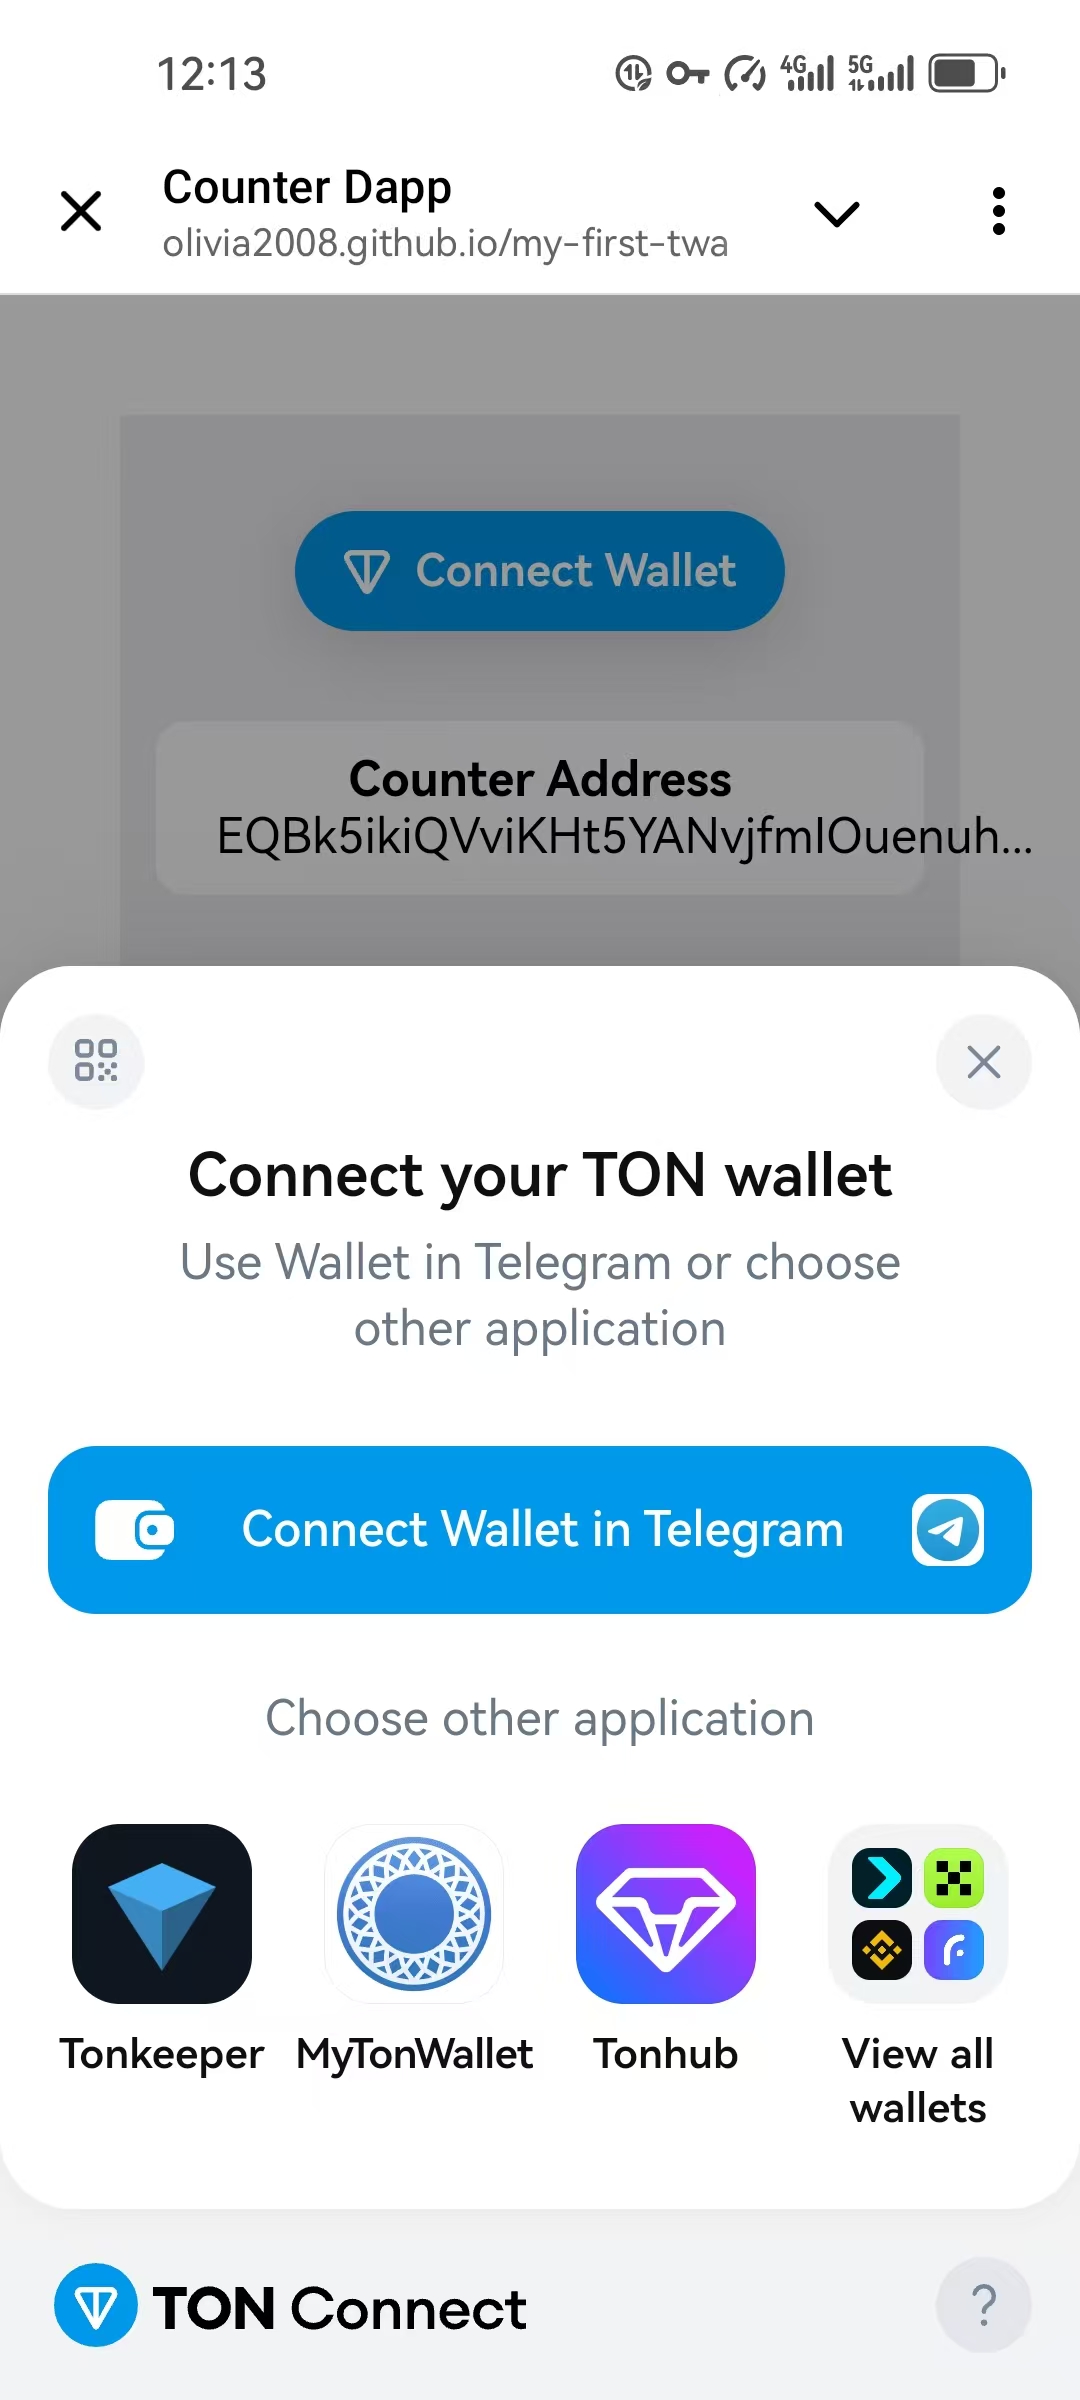 12:13
4G
5G
Counter Dapp
olivia2008.github.io/my-first-twa
Connect Wallet
Counter Address
EQBk5ikiQVviKHt5YANvjfmIOuenuh...
Connect your TON wallet
Use Wallet in Telegram or choose
other application
Connect Wallet in Telegram
Choose other application
Tonkeeper
MyTonWallet
Tonhub
View all
wallets
TON Connect
?